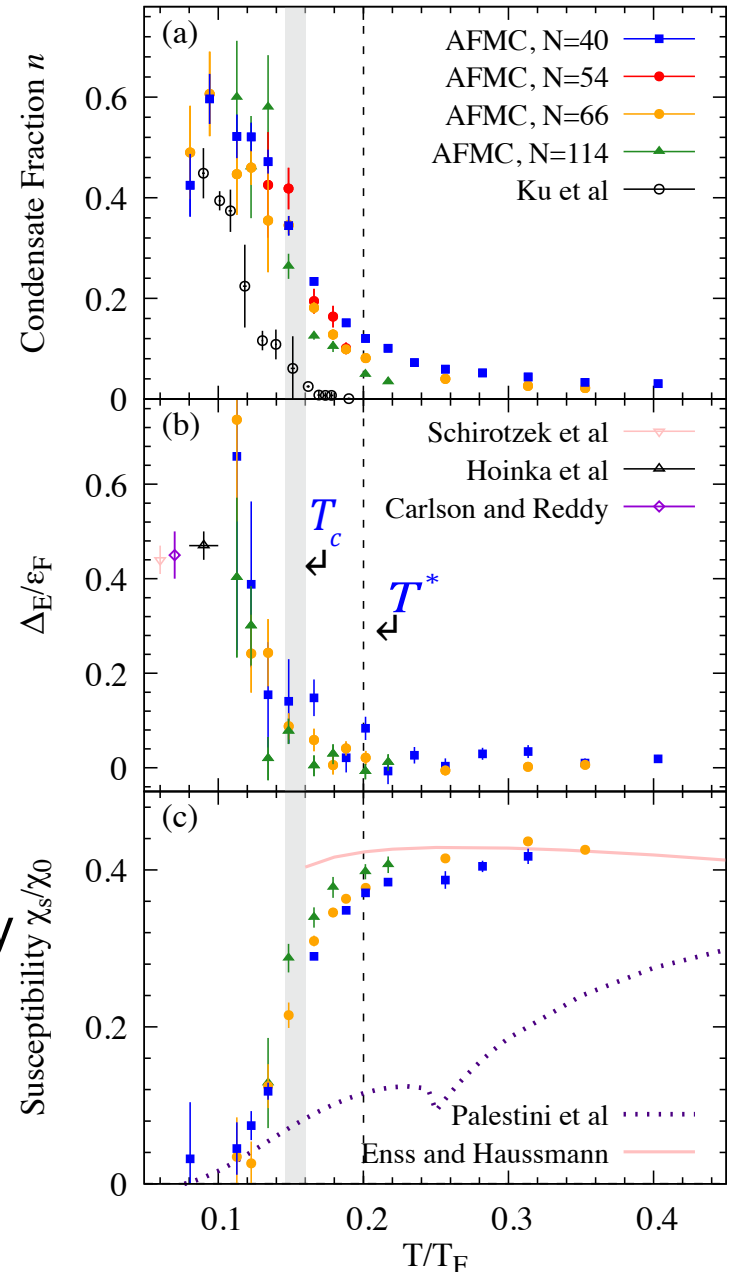 (a)
AFMC, N=40
AFMC, N=54
AFMC, N=66
AFMC, N=114
Ku et al
Condensate Fraction n
0.6
0.4
0.2
0
(b)
Schirotzek et al
Hoinka et al
Carlson and Reddy
T_c
T*
Δ_E/ε_F
0.6
0.4
0.2
0
(c)
Susceptibility χ_s/χ_0
0.4
0.2
0
Palestini et al
Enss and Haussmann
0.1 0.2 0.3 0.4
T/T_F